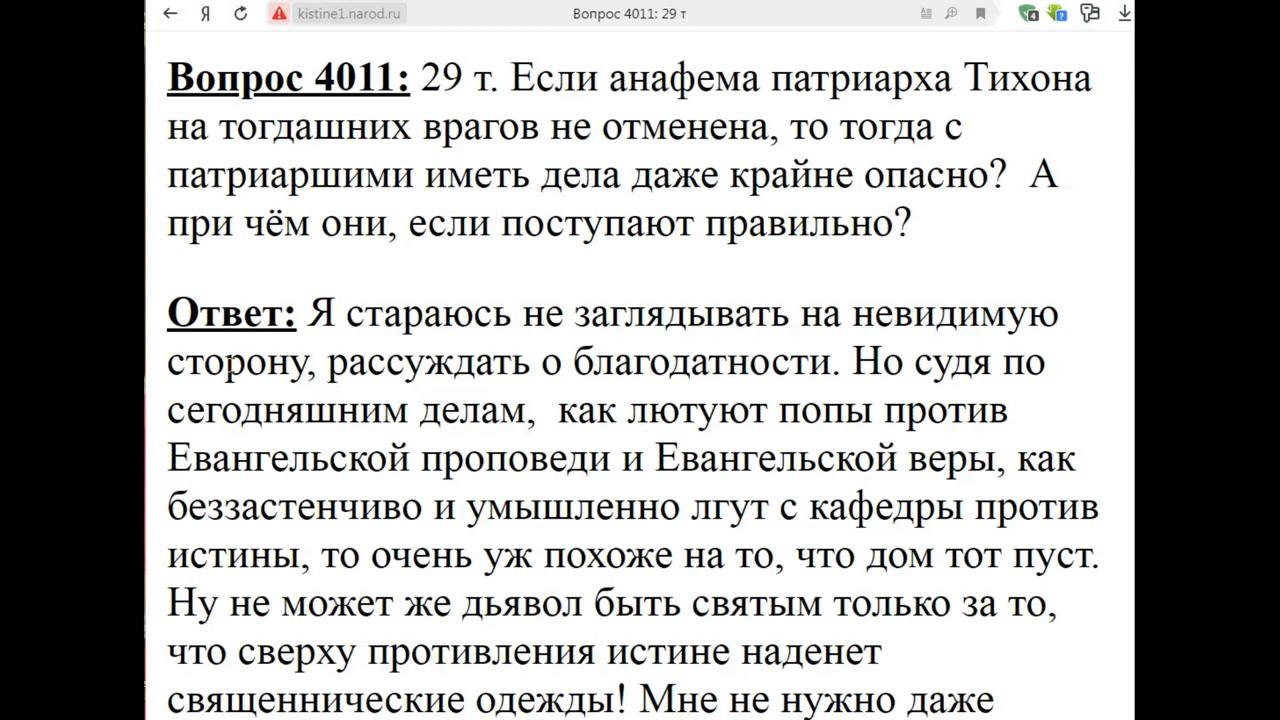 kistine1.narod.ru
Вопрос 4011: 29 т
Вопрос 4011: 29 т. Если анафема патриарха Тихона
на тогдашних врагов не отменена, то тогда с
патриаршими иметь дела даже крайне опасно?  А
при чём они, если поступают правильно?
Ответ: Я стараюсь не заглядывать на невидимую
сторону, рассуждать о благодатности. Но судя по
сегодняшним делам,  как лютуют попы против
Евангельской проповеди и Евангельской веры, как
беззастенчиво и умышленно лгут с кафедры против
истины, то очень уж похоже на то, что дом тот пуст.
Ну не может же дьявол быть святым только за то,
что сверху противления истине наденет
священнические одежды! Мне не нужно даже